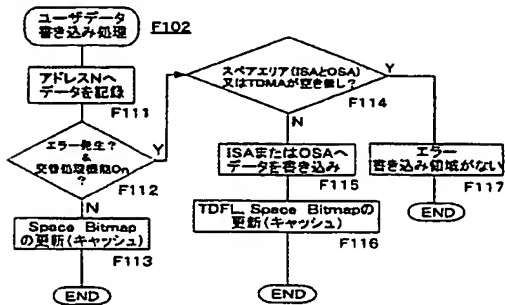 ユーザデータ
書き込み処理
F102
アドレスNへ
データを記録
F111
エラー発生?
&
交替処理機能On
?
F112
Y
N
Space Bitmap
の更新(キャッシュ)
F113
END
スペアエリア(ISAとOSA)
又はTDMAが空き無し?
F114
Y
N
ISAまたはOSAへ
データを書き込み
F115
TDFL、Space Bitmapの
更新(キャッシュ)
F116
END
エラー
書き込み領域がない
F117
END